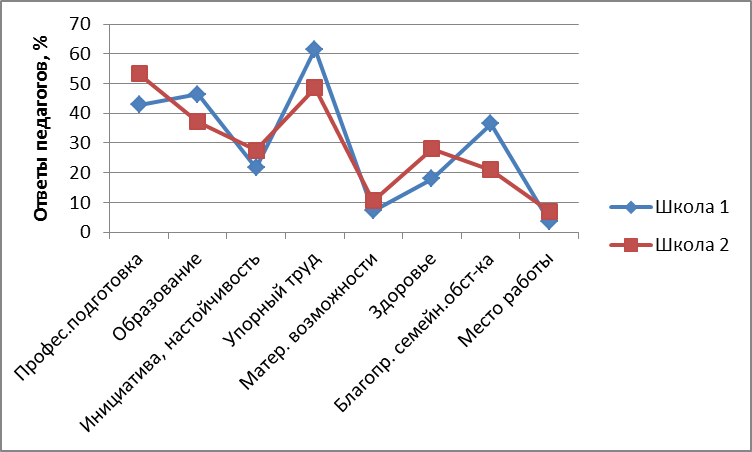 Ответы педагогов, %
70
60
50
40
30
20
10
0
Профес.подготовка
Образование
Инициатива, настойчивость
Упорный труд
Матер. возможности
Здоровье
Благопр. семейн.обст-ка
Место работы
Школа 1
Школа 2